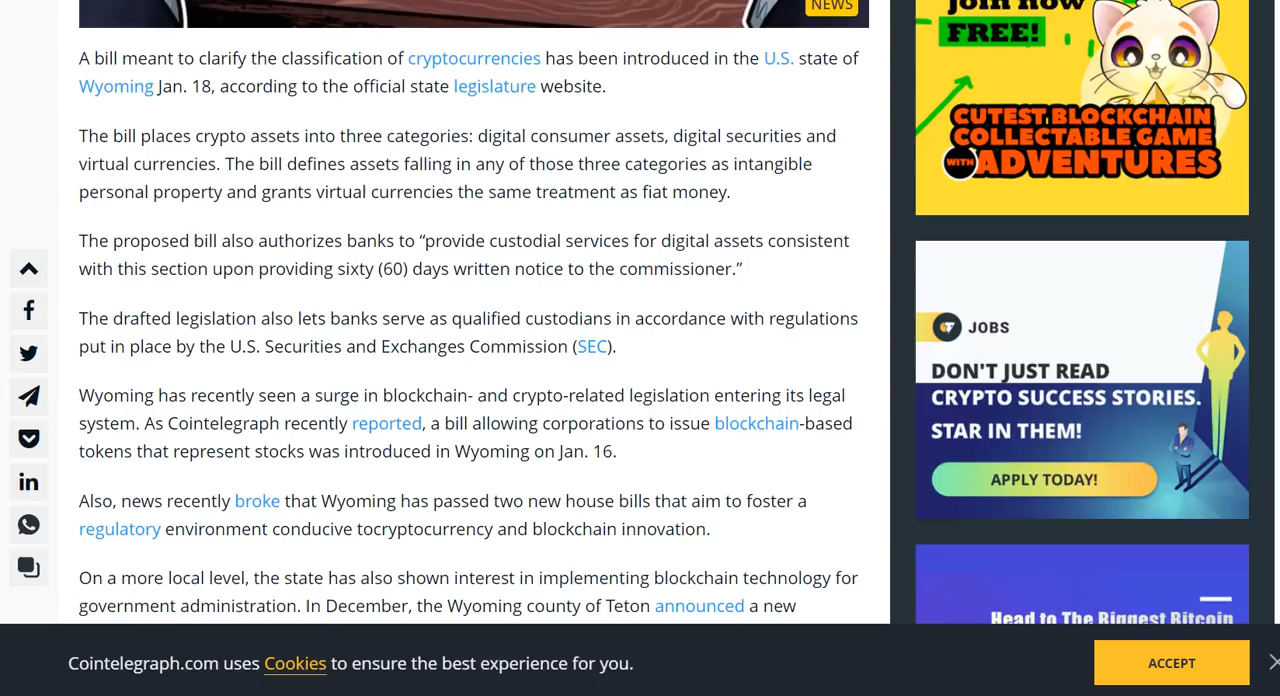 NEWS
A bill meant to clarify the classification of cryptocurrencies has been introduced in the U.S. state of
Wyoming Jan. 18, according to the official state legislature website.
The bill places crypto assets into three categories: digital consumer assets, digital securities and
virtual currencies. The bill defines assets falling in any of those three categories as intangible
personal property and grants virtual currencies the same treatment as fiat money.
The proposed bill also authorizes banks to “provide custodial services for digital assets consistent
with this section upon providing sixty (60) days written notice to the commissioner.”
The drafted legislation also lets banks serve as qualified custodians in accordance with regulations
put in place by the U.S. Securities and Exchanges Commission (SEC).
Wyoming has recently seen a surge in blockchain- and crypto-related legislation entering its legal
system. As Cointelegraph recently reported, a bill allowing corporations to issue blockchain-based
tokens that represent stocks was introduced in Wyoming on Jan. 16.
Also, news recently broke that Wyoming has passed two new house bills that aim to foster a
regulatory environment conducive tocryptocurrency and blockchain innovation.
On a more local level, the state has also shown interest in implementing blockchain technology for
government administration. In December, the Wyoming county of Teton announced a new
Join now
FREE!
CUTEST BLOCKCHAIN
COLLECTABLE GAME
WITH ADVENTURES
JOBS
DON'T JUST READ
CRYPTO SUCCESS STORIES.
STAR IN THEM!
APPLY TODAY!
Head to The Biggest Bitcoin
Cointelegraph.com uses Cookies to ensure the best experience for you.
ACCEPT